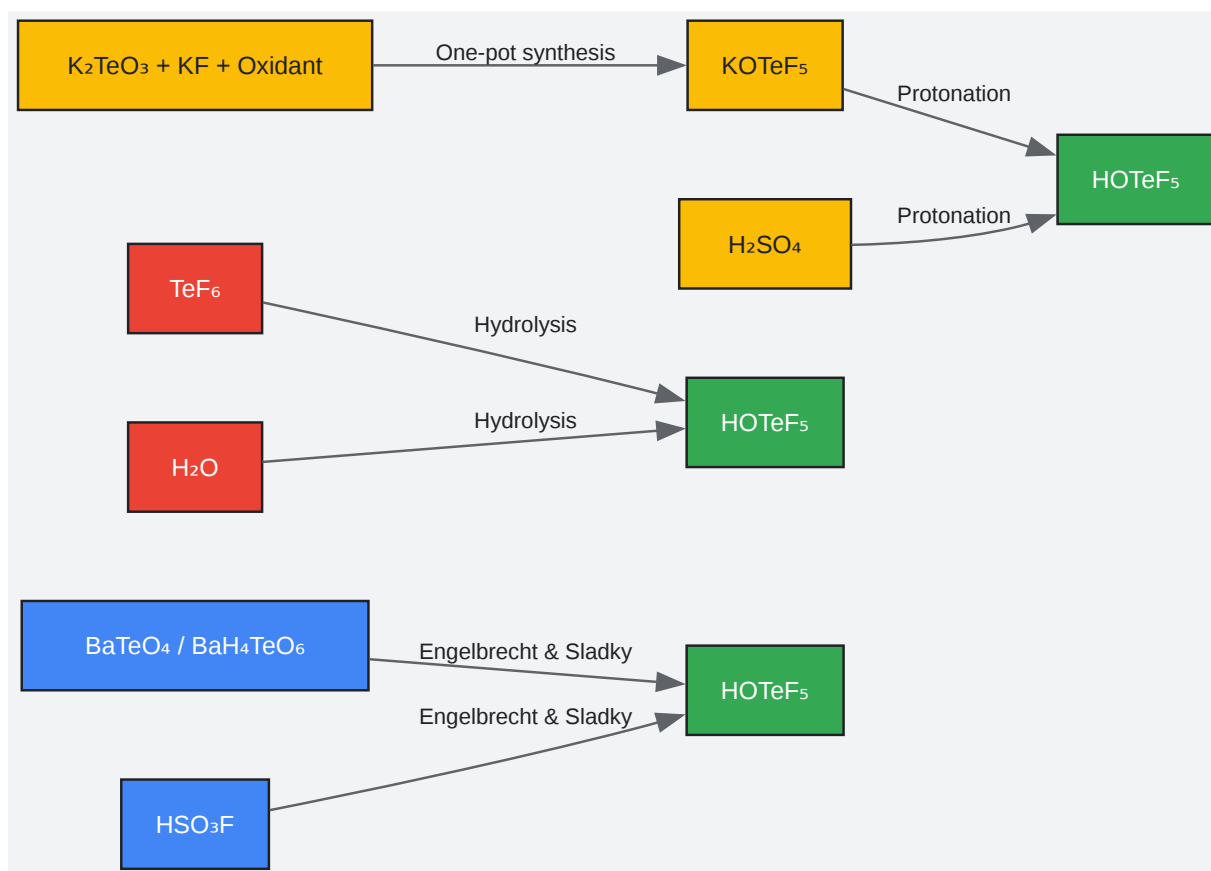 K₂TeO₃ + KF + Oxidant
One-pot synthesis
KOTeF₅
Protonation
HOTeF₅
H₂SO₄
Protonation
TeF₆
Hydrolysis
H₂O
Hydrolysis
HOTeF₅
BaTeO₄ / BaH₄TeO₆
Engelbrecht & Sladky
HOTeF₅
HSO₃F
Engelbrecht & Sladky